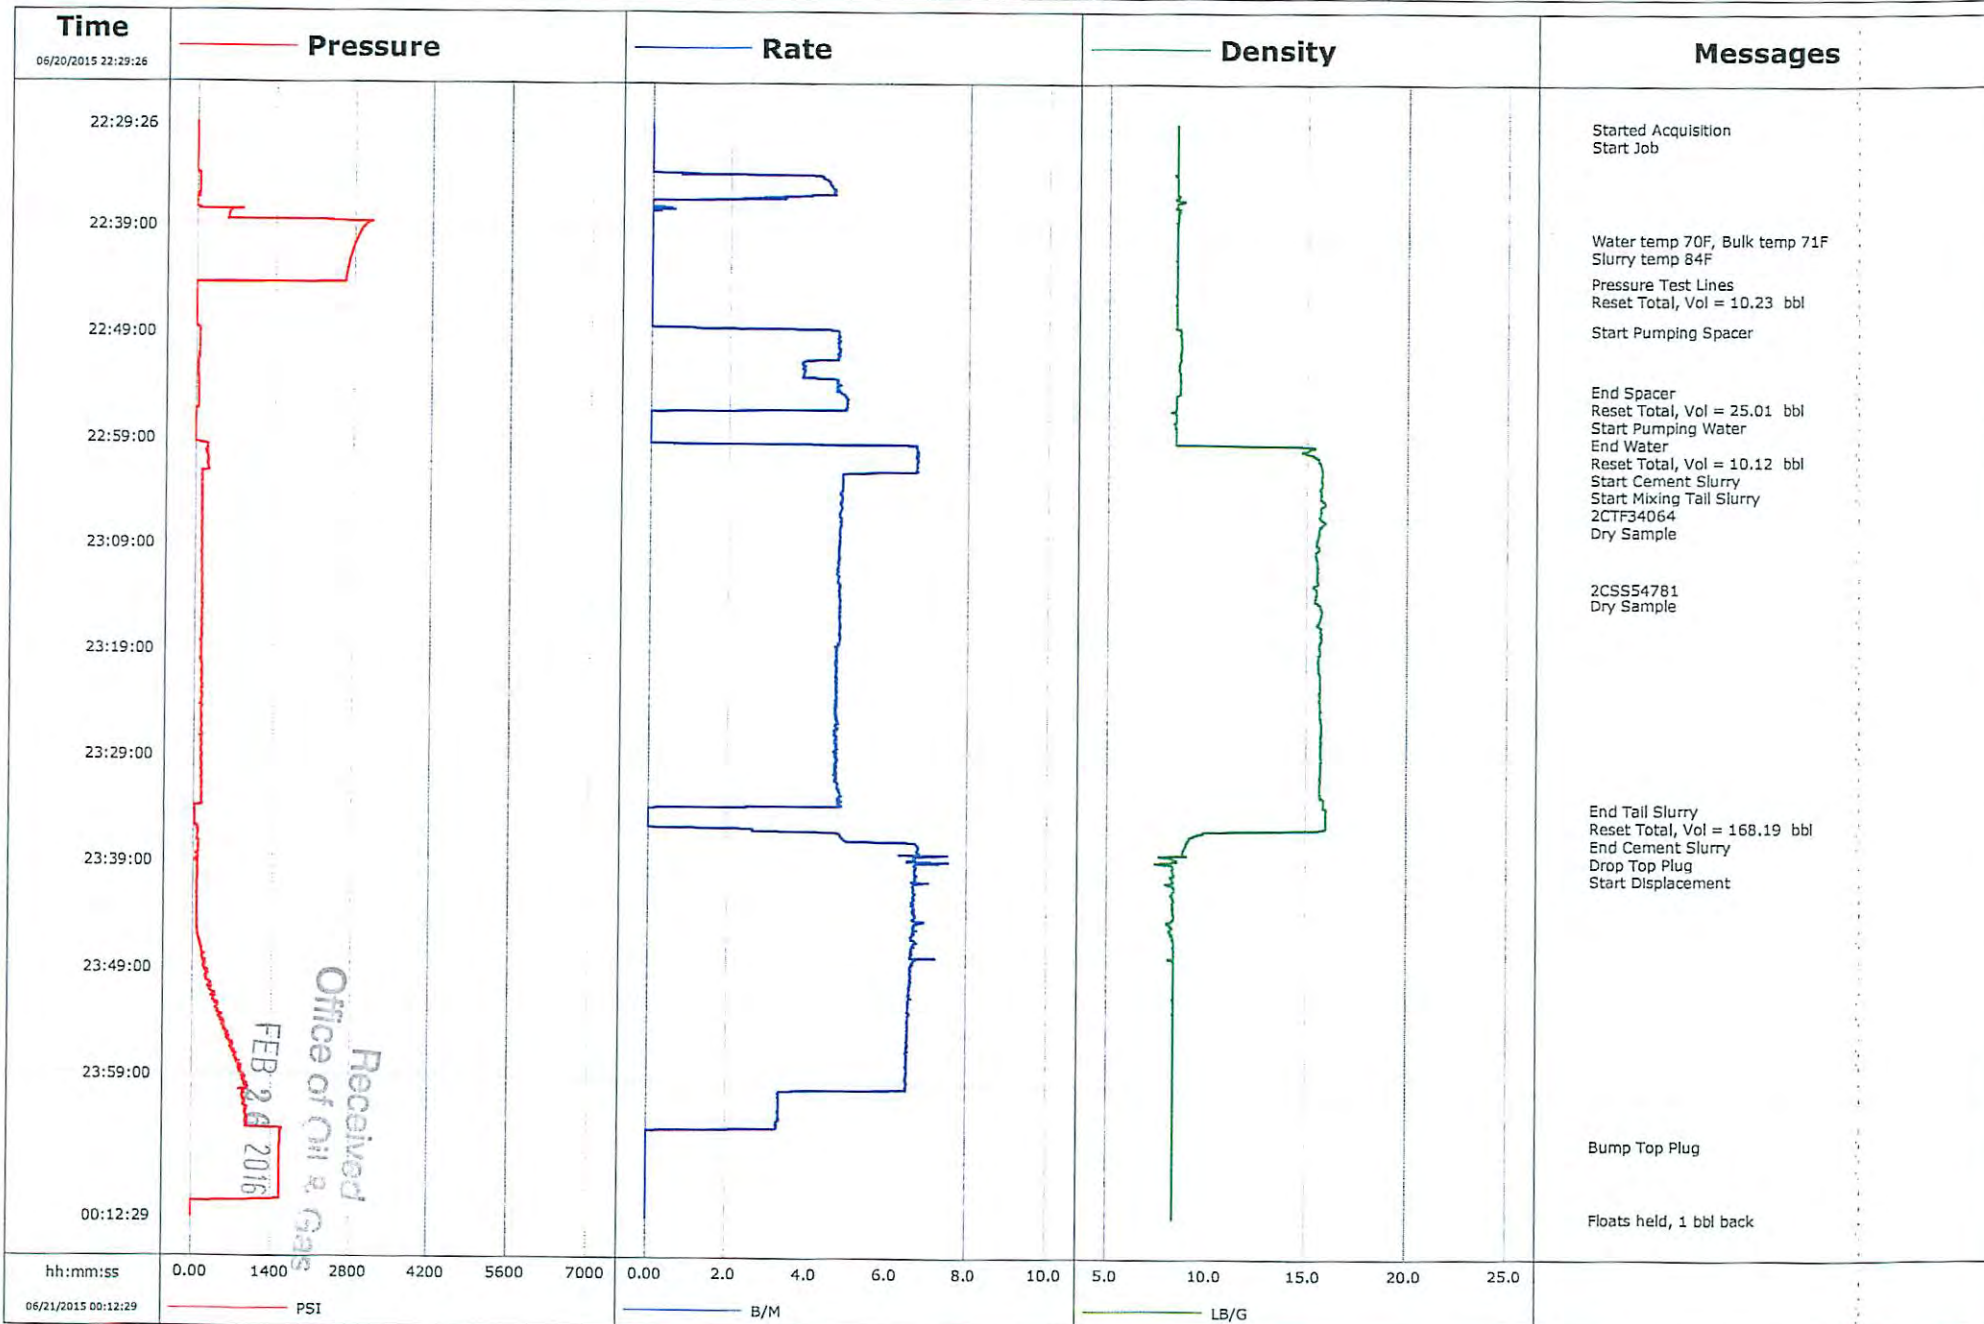 Time
06/20/2015 22:29:26
Pressure
Rate
Density
Messages
22:29:26
22:39:00
22:49:00
22:59:00
23:09:00
23:19:00
23:29:00
23:39:00
23:49:00
23:59:00
00:12:29
Started Acquisition
Start Job
Water temp 70F, Bulk temp 71F
Slurry temp 84F
Pressure Test Lines
Reset Total, Vol = 10.23 bbl
Start Pumping Spacer
End Spacer
Reset Total, Vol = 25.01 bbl
Start Pumping Water
End Water
Reset Total, Vol = 10.12 bbl
Start Cement Slurry
Start Mixing Tail Slurry
2CTF34064
Dry Sample
2CSS54781
Dry Sample
End Tail Slurry
Reset Total, Vol = 168.19 bbl
End Cement Slurry
Drop Top Plug
Start Displacement
Bump Top Plug
Floats held, 1 bbl back
Received
Office of Oil & Gas
FEB 26 2016
hh:mm:ss
0.00 1400 2800 4200 5600 7000
0.00 2.0 4.0 6.0 8.0 10.0
5.0 10.0 15.0 20.0 25.0
06/21/2015 00:12:29
PSI
B/M
LB/G